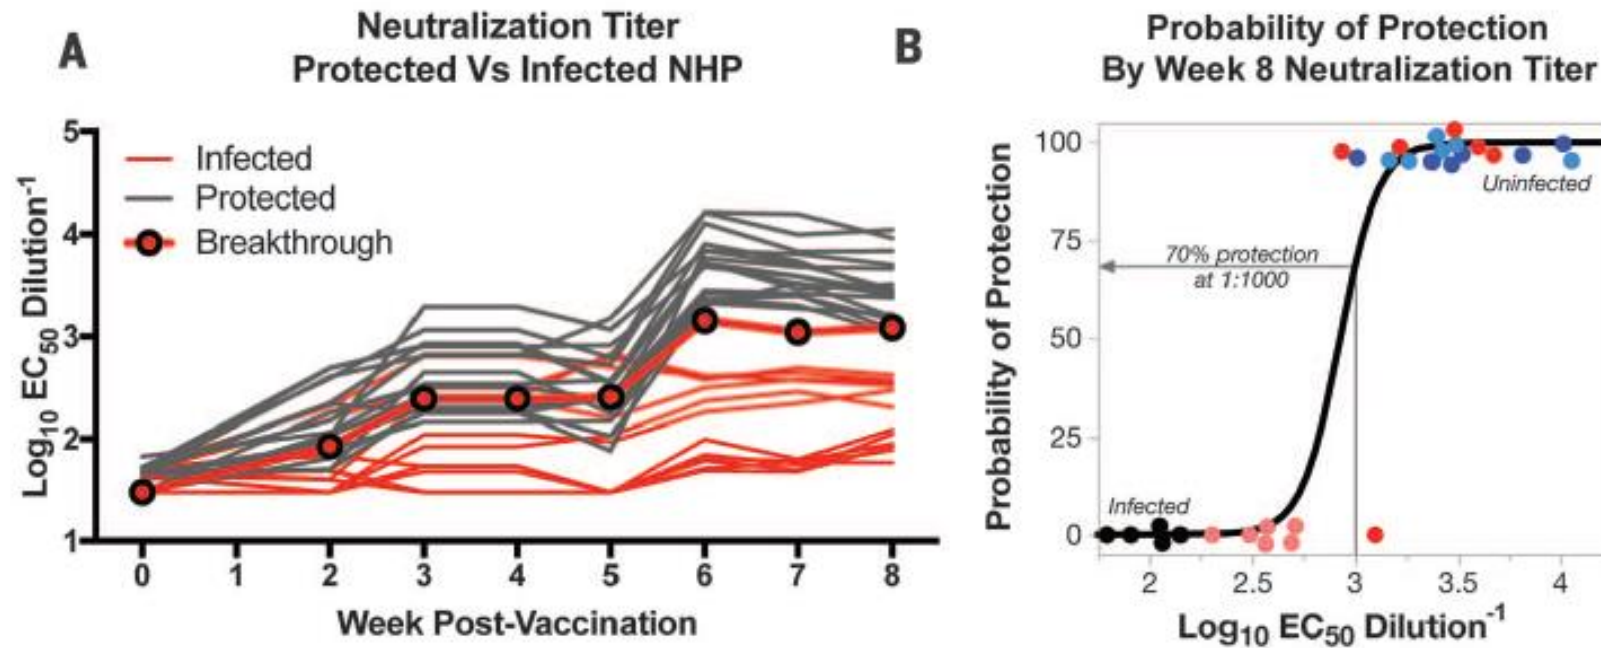 A
Neutralization Titer
Protected Vs Infected NHP
5
4
3
2
1
Log10 EC50 Dilution-1
Infected
Protected
Breakthrough
0 1 2 3 4 5 6 7 8
Week Post-Vaccination
B
Probability of Protection
By Week 8 Neutralization Titer
Probability of Protection
100
75
50
25
0
Uninfected
70% protection
at 1:1000
Infected
2 2.5 3 3.5 4
Log10 EC50 Dilution-1